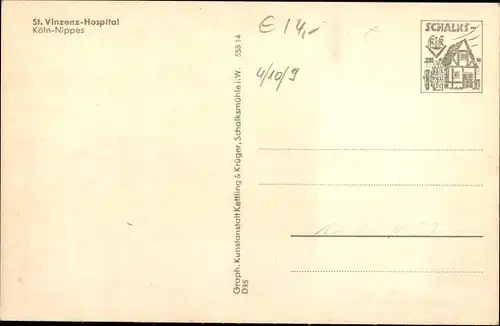 St. Vinzenz-Hospital
Köln-Nippes
€ 14,-
4/10/9
SCHALKS
K&K
Graph. Kunstanstalt Kettling & Krüger, Schalksmühle i. W. 558 14
D35